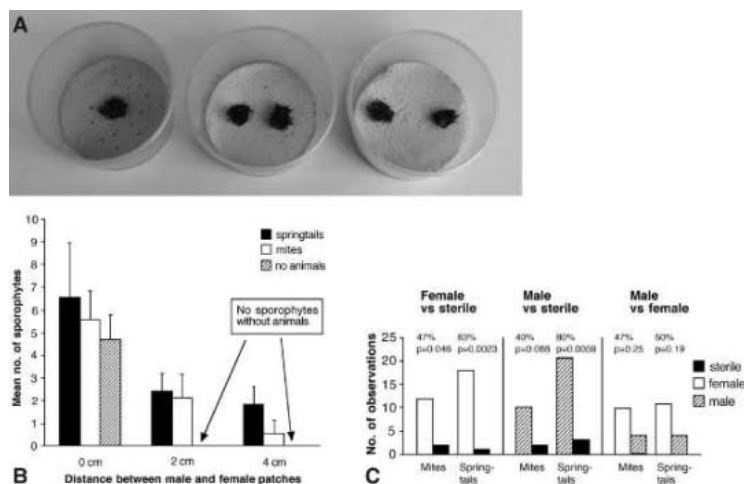 A
10
9
8
7
6
5
4
3
2
1
0
Mean no. of sporophytes
springtails
mites
no animals
No sporophytes
without animals
0 cm
2 cm
4 cm
B
Distance between male and female patches
Female
vs sterile
Male
vs sterile
Male
vs female
47%
p=0.046
83%
p=0.0023
40%
p=0.088
80%
p=0.0059
47%
p=0.25
50%
p=0.19
25
20
15
10
5
0
No. of observations
sterile
female
male
Mites
Spring-
tails
Mites
Spring-
tails
Mites
Spring-
tails
C